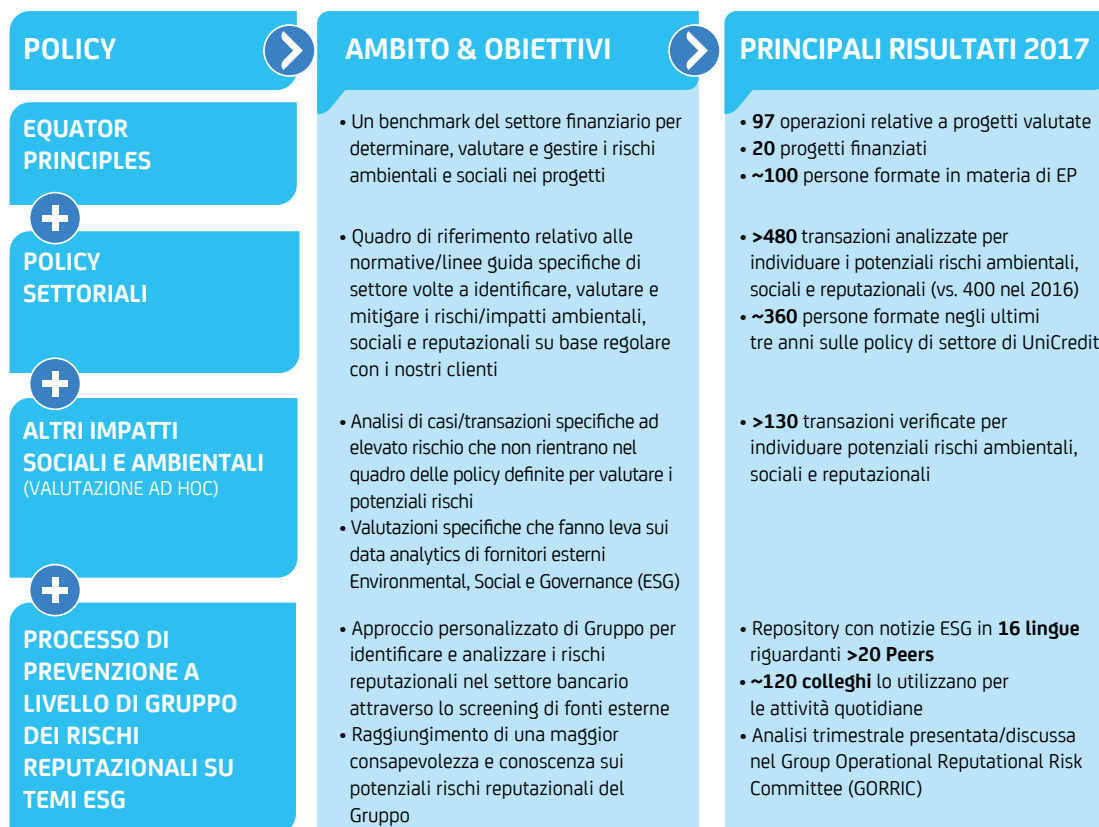 POLICY
AMBITO & OBIETTIVI
PRINCIPALI RISULTATI 2017
EQUATOR
PRINCIPLES
• Un benchmark del settore finanziario per
determinare, valutare e gestire i rischi
ambientali e sociali nei progetti
• 97 operazioni relative a progetti valutate
• 20 progetti finanziati
• ~100 persone formate in materia di EP
POLICY
SETTORIALI
• Quadro di riferimento relativo alle
normative/linee guida specifiche di
settore volte a identificare, valutare e
mitigare i rischi/impatti ambientali,
sociali e reputazionali su base regolare
con i nostri clienti
• >480 transazioni analizzate per
individuare i potenziali rischi ambientali,
sociali e reputazionali (vs. 400 nel 2016)
• ~360 persone formate negli ultimi
tre anni sulle policy di settore di UniCredit
ALTRI IMPATTI
SOCIALI E AMBIENTALI
(VALUTAZIONE AD HOC)
• Analisi di casi/transazioni specifiche ad
elevato rischio che non rientrano nel
quadro delle policy definite per valutare i
potenziali rischi
• Valutazioni specifiche che fanno leva sui
data analytics di fornitori esterni
Environmental, Social e Governance (ESG)
• >130 transazioni verificate per
individuare potenziali rischi ambientali,
sociali e reputazionali
PROCESSO DI
PREVENZIONE A
LIVELLO DI GRUPPO
DEI RISCHI
REPUTAZIONALI SU
TEMI ESG
• Approccio personalizzato di Gruppo per
identificare e analizzare i rischi
reputazionali nel settore bancario
attraverso lo screening di fonti esterne
• Raggiungimento di una maggior
consapevolezza e conoscenza sui
potenziali rischi reputazionali del
Gruppo
• Repository con notizie ESG in 16 lingue
riguardanti >20 Peers
• ~120 colleghi lo utilizzano per
le attività quotidiane
• Analisi trimestrale presentata/discussa
nel Group Operational Reputational Risk
Committee (GORRIC)